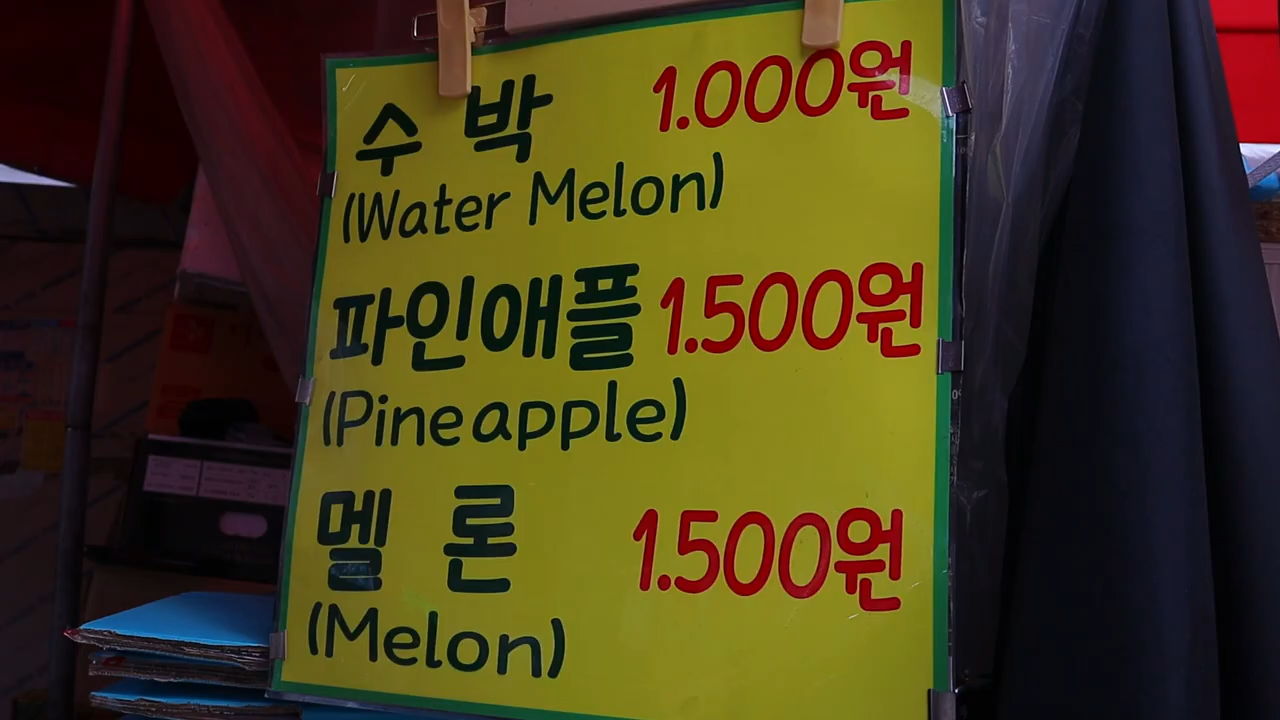 수 박 1.000원
(Water Melon)
파인애플 1.500원
(Pineapple)
멜 론 1.500원
(Melon)